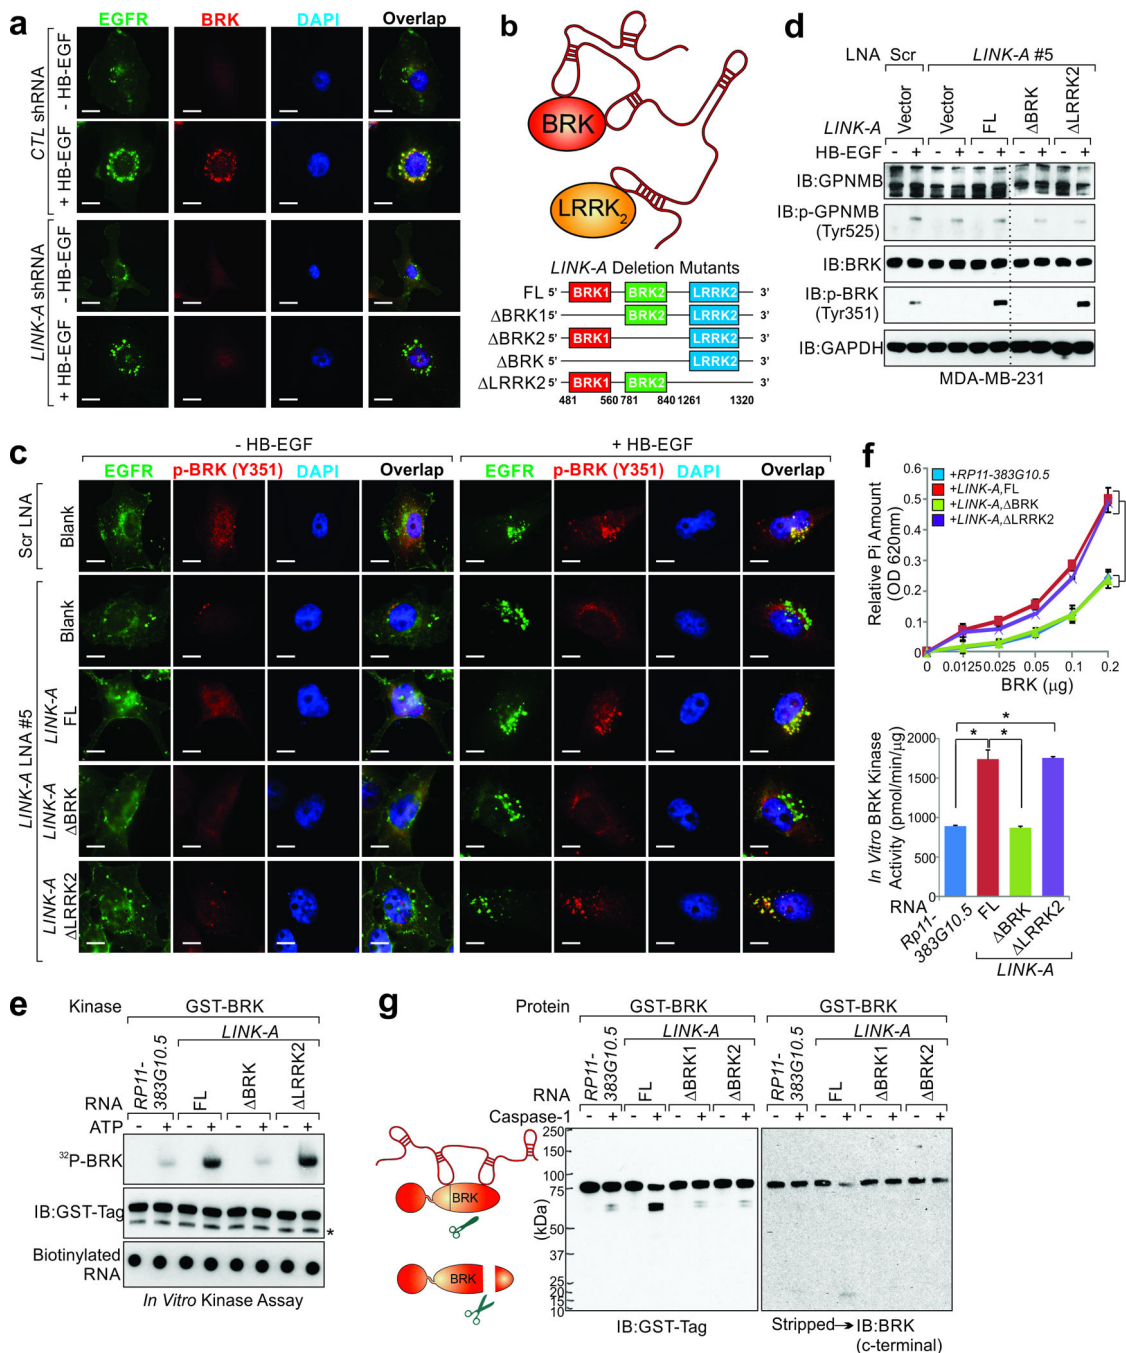 a
EGFR BRK DAPI Overlap
CTL shRNA
- HB-EGF
+ HB-EGF
LINK-A shRNA
- HB-EGF
+ HB-EGF
b
BRK
LRRK2
LINK-A Deletion Mutants
FL 5' BRK1 BRK2 LRRK2 3'
ΔBRK1 5' BRK2 LRRK2 3'
ΔBRK2 5' BRK1 LRRK2 3'
ΔBRK 5' LRRK2 3'
ΔLRRK2 5' BRK1 BRK2 3'
481 560 781 840 1261 1320
d
LNA Scr LINK-A #5
LINK-A Vector Vector FL ΔBRK ΔLRRK2
HB-EGF - + - + - + - + - +
IB:GPNMB
IB:p-GPNMB
(Tyr525)
IB:BRK
IB:p-BRK
(Tyr351)
IB:GAPDH
MDA-MB-231
c
- HB-EGF + HB-EGF
EGFR p-BRK (Y351) DAPI Overlap EGFR p-BRK (Y351) DAPI Overlap
Scr LNA
Blank
LINK-A LNA #5
Blank
LINK-A FL
LINK-A ΔBRK
LINK-A ΔLRRK2
f
+RP11-383G10.5
+LINK-A,FL
+LINK-A,ΔBRK
+LINK-A,ΔLRRK2
Relative Pi Amount
(OD 620nm)
0.6
0.5
0.4
0.3
0.2
0.1
0
0 0.0125 0.025 0.05 0.1 0.2
BRK (µg)
In Vitro BRK Kinase
Activity (pmol/min/µg)
2000
1500
1000
500
0
* * *
RNA Rp11-383G10.5 FL ΔBRK ΔLRRK2
LINK-A
e
Kinase GST-BRK
LINK-A
RNA RP11-383G10.5 FL ΔBRK ΔLRRK2
ATP - + - + - + - +
32P-BRK
IB:GST-Tag
*
Biotinylated
RNA
In Vitro Kinase Assay
g
Protein GST-BRK GST-BRK
LINK-A LINK-A
RNA RP11-383G10.5 FL ΔBRK1 ΔBRK2 RP11-383G10.5 FL ΔBRK1 ΔBRK2
Caspase-1 - + - + - + - + - + - + - + - +
BRK
BRK
(kDa)
250
150
100
75
50
37
25
20
15
10
250
150
100
75
50
37
25
20
15
10
IB:GST-Tag
Stripped→IB:BRK
(c-terminal)